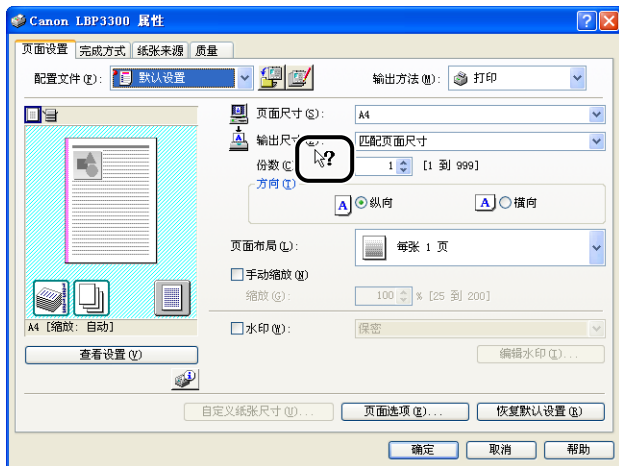 Canon LBP3300 属性
页面设置 完成方式 纸张来源 质量
配置文件(F): 默认设置 输出方法(M): 打印
页面尺寸(S): A4
输出尺寸 匹配页面尺寸
份数(C 1 [1 到 999]
方向(T)
A 纵向 A 横向
页面布局(L): 每张 1 页
手动缩放(N)
缩放(G): 100 % [25 到 200]
A4 [缩放: 自动]
水印(W): 保密
查看设置(V) 编辑水印(I)...
自定义纸张尺寸(U)... 页面选项(E)... 恢复默认设置(R)
确定 取消 帮助